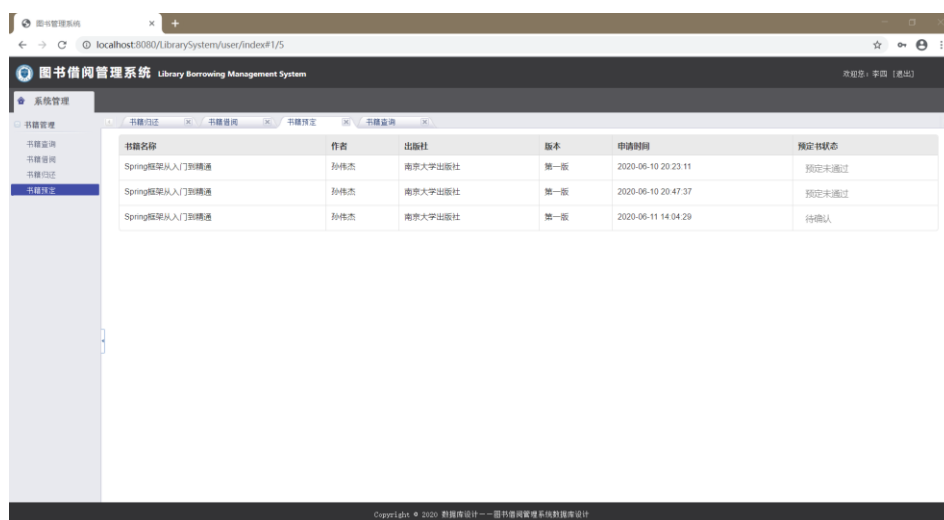 图书管理系统
localhost:8080/LibrarySystem/user/index#1/5
图书借阅管理系统 Library Borrowing Management System 欢迎您：李四 [退出]
系统管理
书籍管理 书籍归还 书籍借阅 书籍预定 书籍查询
书籍查询
书籍借阅
书籍归还
书籍预定
书籍名称 作者 出版社 版本 申请时间 预定书状态
Spring框架从入门到精通 孙伟杰 南京大学出版社 第一版 2020-06-10 20:23:11 预定未通过
Spring框架从入门到精通 孙伟杰 南京大学出版社 第一版 2020-06-10 20:47:37 预定未通过
Spring框架从入门到精通 孙伟杰 南京大学出版社 第一版 2020-06-11 14:04:29 待确认
Copyright © 2020 数据库设计——图书借阅管理系统数据库设计